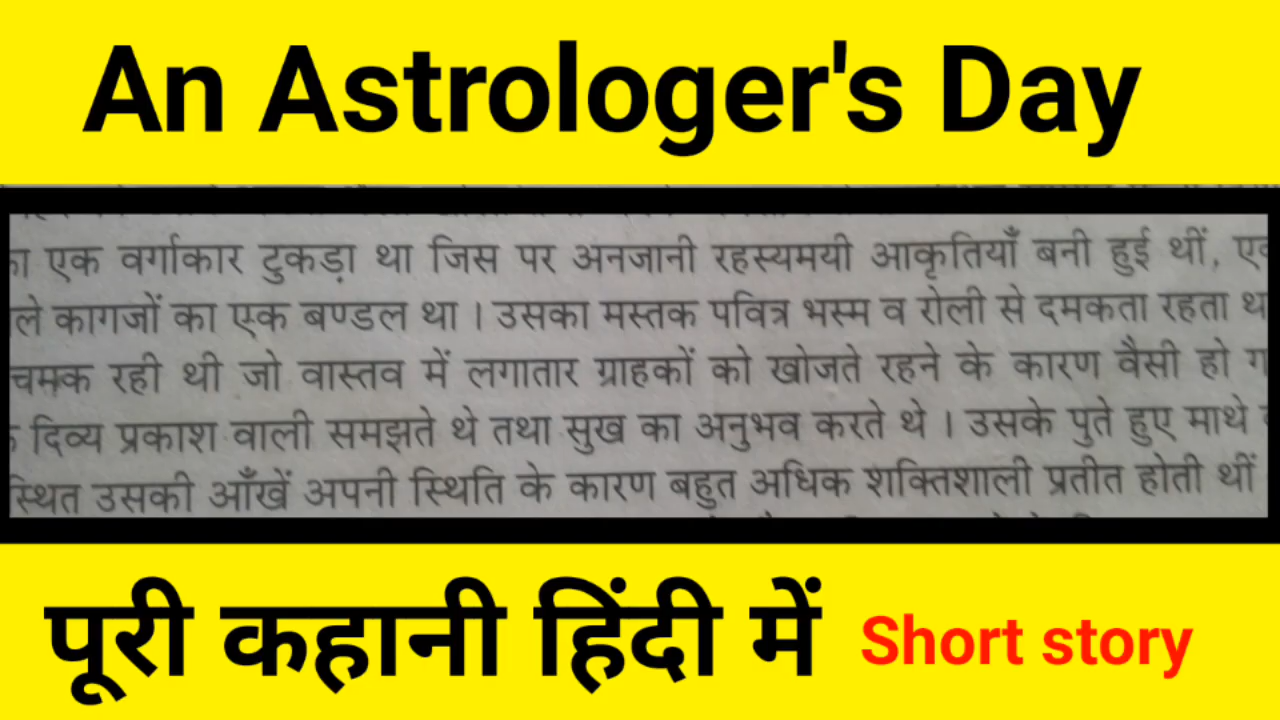 An Astrologer's Day
एक वर्गाकार टुकड़ा था जिस पर अनजानी रहस्यमयी आकृतियाँ बनी हुई थीं,
ले कागजों का एक बण्डल था । उसका मस्तक पवित्र भस्म व रोली से दमकता रहता
चमक रही थी जो वास्तव में लगातार ग्राहकों को खोजते रहने के कारण वैसी हो
दिव्य प्रकाश वाली समझते थे तथा सुख का अनुभव करते थे । उसके पुते हुए माथे
स्थित उसकी आँखें अपनी स्थिति के कारण बहुत अधिक शक्तिशाली प्रतीत होती थीं
पूरी कहानी हिंदी में Short story